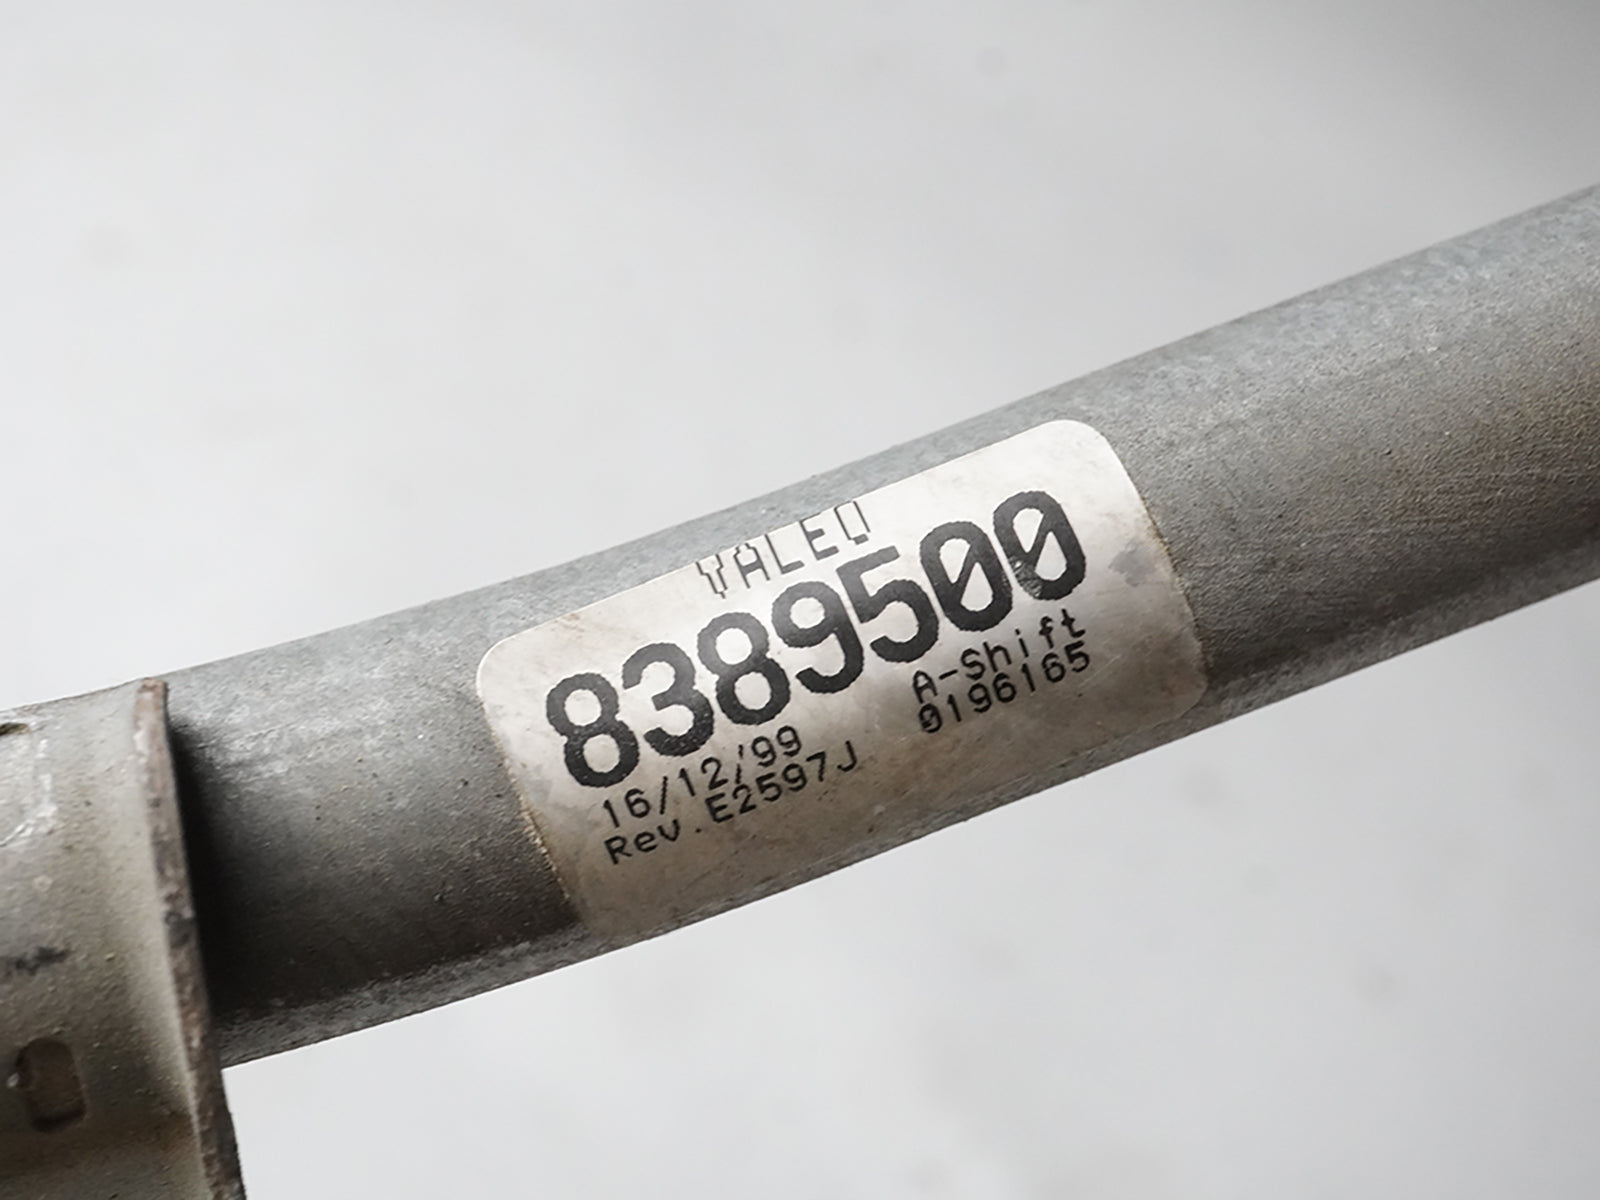 VALEO
8389500
16/12/99 A-Shift
Rev.E2597J 0196165